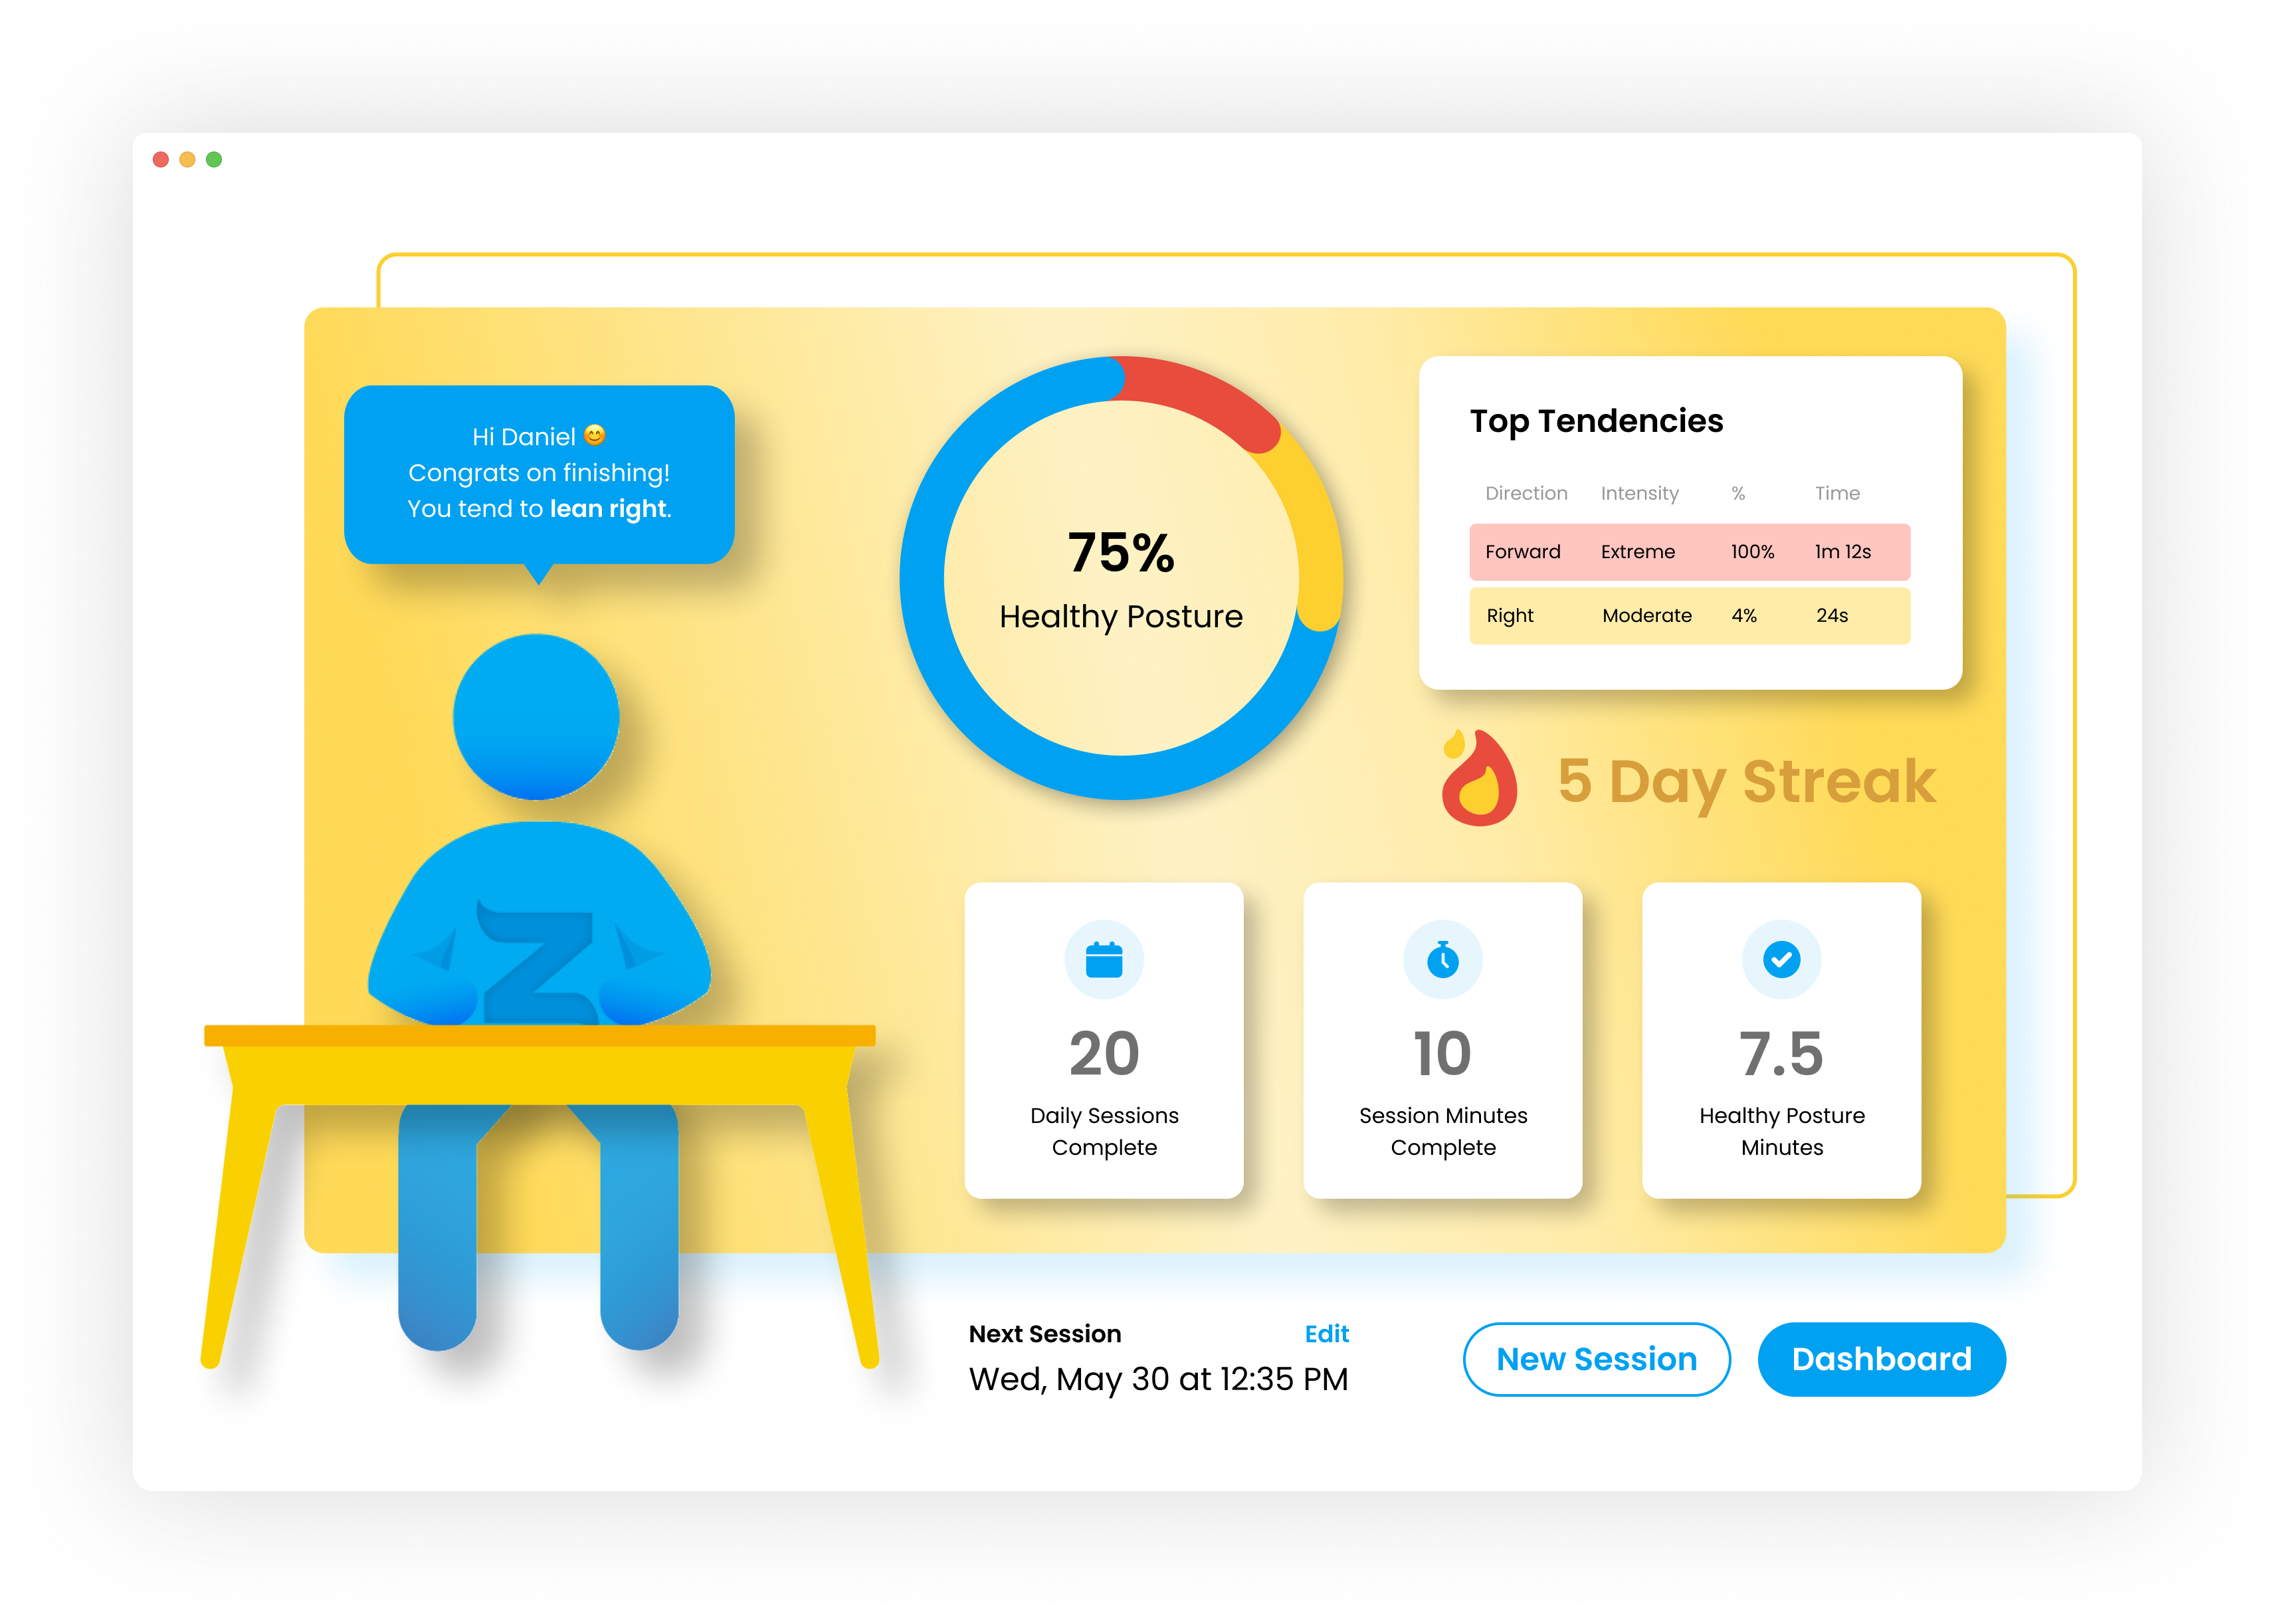 Hi Daniel 😊
Congrats on finishing!
You tend to lean right.
75%
Healthy Posture
Top Tendencies
Direction Intensity % Time
Forward Extreme 100% 1m 12s
Right Moderate 4% 24s
5 Day Streak
20
Daily Sessions
Complete
10
Session Minutes
Complete
7.5
Healthy Posture
Minutes
Next Session Edit
Wed, May 30 at 12:35 PM
New Session
Dashboard